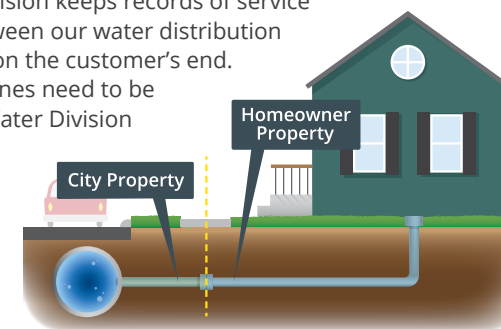 ision keeps records of service
ween our water distribution
on the customer’s end.
nes need to be
ater Division
Homeowner
Property
City Property